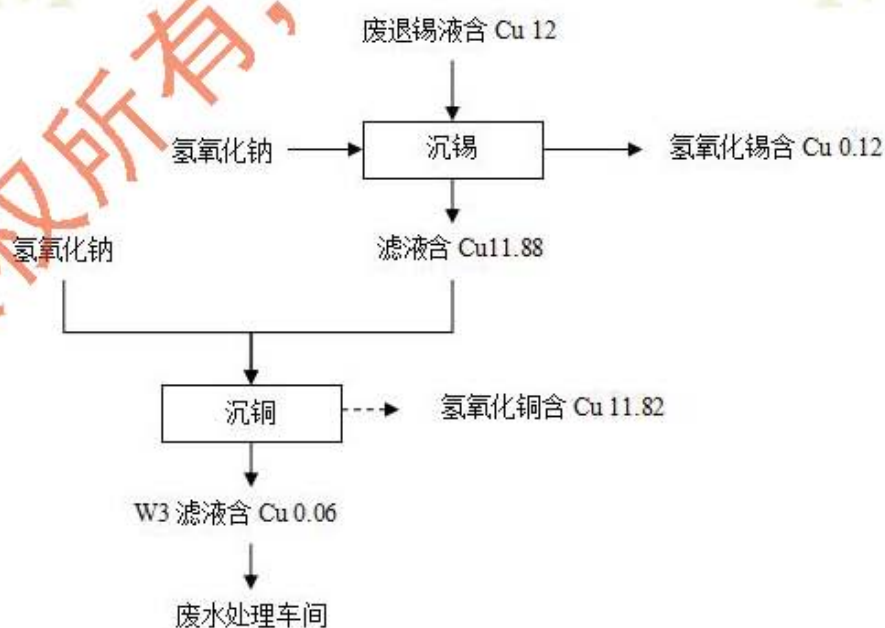 废退锡液含 Cu 12
氢氧化钠
沉锡
氢氧化锡含 Cu 0.12
氢氧化钠
滤液含 Cu11.88
沉铜
氢氧化铜含 Cu 11.82
W3 滤液含 Cu 0.06
废水处理车间
权所有，